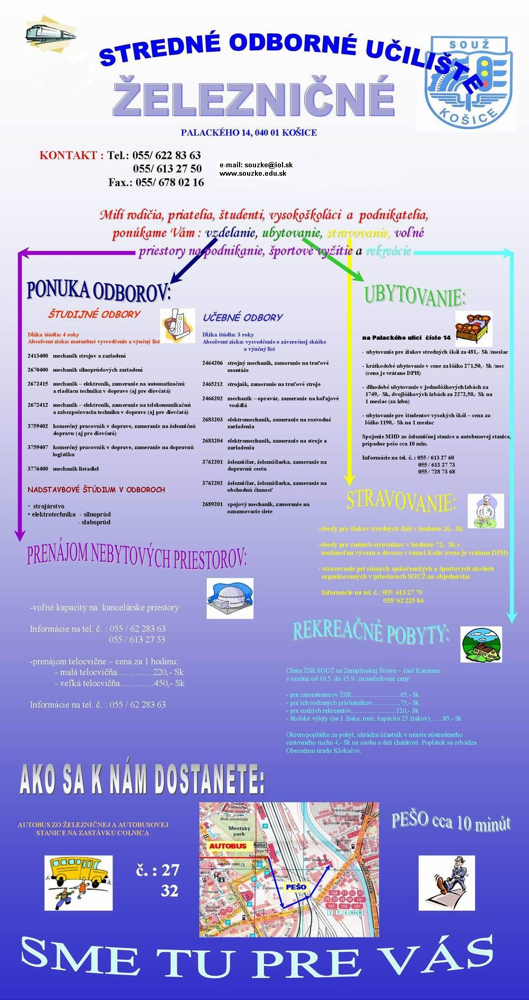 STREDNÉ ODBORNÉ UČILIŠTE
ŽELEZNIČNÉ
SOUŽ
KOŠICE
PALACKÉHO 14, 040 01 KOŠICE
KONTAKT : Tel.: 055/ 622 83 63
055/ 613 27 50
Fax.: 055/ 678 02 16
e-mail: souzke@iol.sk
www.souzke.edu.sk
Milí rodičia, priatelia, študenti, vysokoškoláci a podnikatelia,
ponúkame Vám : vzdelanie, ubytovanie, stravovanie, voľné
priestory na podnikanie, športové vyžitie a rekreácie
PONUKA ODBOROV:
ŠTUDIJNÉ ODBORY
Dĺžka štúdia: 4 roky
Absolvent získa: maturitné vysvedčenie a výučný list
2413400 mechanik strojov a zariadení
2670400 mechanik silnoprúdových zariadení
2672415 mechanik – elektronik, zameranie na automatizačnú
a riadiacu techniku v doprave (aj pre dievčatá)
2672412 mechanik – elektronik, zameranie na telekomunikačnú
a zabezpečovaciu techniku v doprave (aj pre dievčatá)
3759402 komerčný pracovník v doprave, zameranie na železničnú
dopravu (aj pre dievčatá)
3759407 komerčný pracovník v doprave, zameranie na dopravnú
logistiku
3776400 mechanik lietadiel
NADSTAVBOVÉ ŠTÚDIUM V ODBOROCH
• strojárstvo
• elektrotechnika - silnoprúd
- slaboprúd
UČEBNÉ ODBORY
Dĺžka štúdia: 3 roky
Absolvent získa: vysvedčenie o záverečnej skúške
a výučný list
2464206 strojný mechanik, zameranie na traťové
montáže
2465212 strojník, zameranie na traťové stroje
2466202 mechanik – opravár, zameranie na koľajové
vozidlá
2683203 elektromechanik, zameranie na rozvodné
zariadenia
2683204 elektromechanik, zameranie na stroje a
zariadenia
3762201 železničiar, železničiarka, zameranie na
dopravnú cestu
3762202 železničiar, železničiarka, zameranie na
obchodnú činnosť
2689201 spojový mechanik, zameranie na
oznamovacie siete
UBYTOVANIE:
na Palackého ulici číslo 14
- ubytovanie pre žiakov stredných škôl za 481,- Sk /mesiac
- krátkodobé ubytovanie v cene za lôžko 271,50,- Sk /noc
(cena je vrátane DPH)
- dlhodobé ubytovanie v jednolôžkových izbách za
1749,- Sk, dvojlôžkových izbách za 2272,50,- Sk na
1 mesiac (za izbu)
- ubytovanie pre študentov vysokých škôl – cena za
lôžko 1190,- Sk na 1 mesiac
Spojenie MHD zo železničnej stanice a autobusovej stanice,
prípadne pešo cca 10 min.
Informácie na tel. č. : 055 / 613 27 60
055 / 613 27 73
055 / 728 73 68
STRAVOVANIE:
-obedy pre žiakov stredných škôl v hodnote 26,- Sk
-obedy pre cudzích stravníkov v hodnote 72,- Sk s
možnosťou vývozu a dovozu v rámci Košíc (cena je vrátane DPH)
- stravovanie pri rôznych spoločenských a športových akciách
organizovaných v priestoroch SOUŽ na objednávku
Informácie na tel. č.: 055/ 613 27 70
055/ 62 225 84
PRENÁJOM NEBYTOVÝCH PRIESTOROV:
-voľné kapacity na kancelárske priestory
Informácie na tel. č. : 055 / 62 283 63
055 / 613 27 53
-prenájom telocvične – cena za 1 hodinu:
- malá telocvičňa................220,- Sk
- veľká telocvičňa...............450,- Sk
Informácie na tel. č. : 055 / 62 283 63
REKREAČNÉ POBYTY:
Chata ŽSR SOUŽ na Zemplínskej Šírave – časť Kamenec
v sezóne od 10.5. do 15.9. za nasledovné ceny:
- pre zamestnancov ŽSR.............................65,- Sk
- pre ich rodinných príslušníkov.................75,- Sk
- pre cudzích rekreantov...........................120,- Sk
- školské výlety (na 1 žiaka, max. kapacita 25 žiakov)........85,- Sk
Okrem poplatku za pobyt, uhrádza účastník v mieste sústredeného
cestovného ruchu 4,- Sk na osobu a deň chatárovi. Poplatok sa odvádza
Obecnému úradu Klokočov.
AKO SA K NÁM DOSTANETE:
AUTOBUS ZO ŽELEZNIČNEJ A AUTOBUSOVEJ
STANICE NA ZASTÁVKU COLNICA
č. : 27
32
Mestský
park
AUTOBUS
Košice
Staničné
nám.
Jakubov palác
Synagóga
SOU železničné
PEŠO
Palackého
16A 17 22 23
33 38 40 101
103 105 107
2 3 6 R1 W
PEŠO cca 10 minút
SME TU PRE VÁS